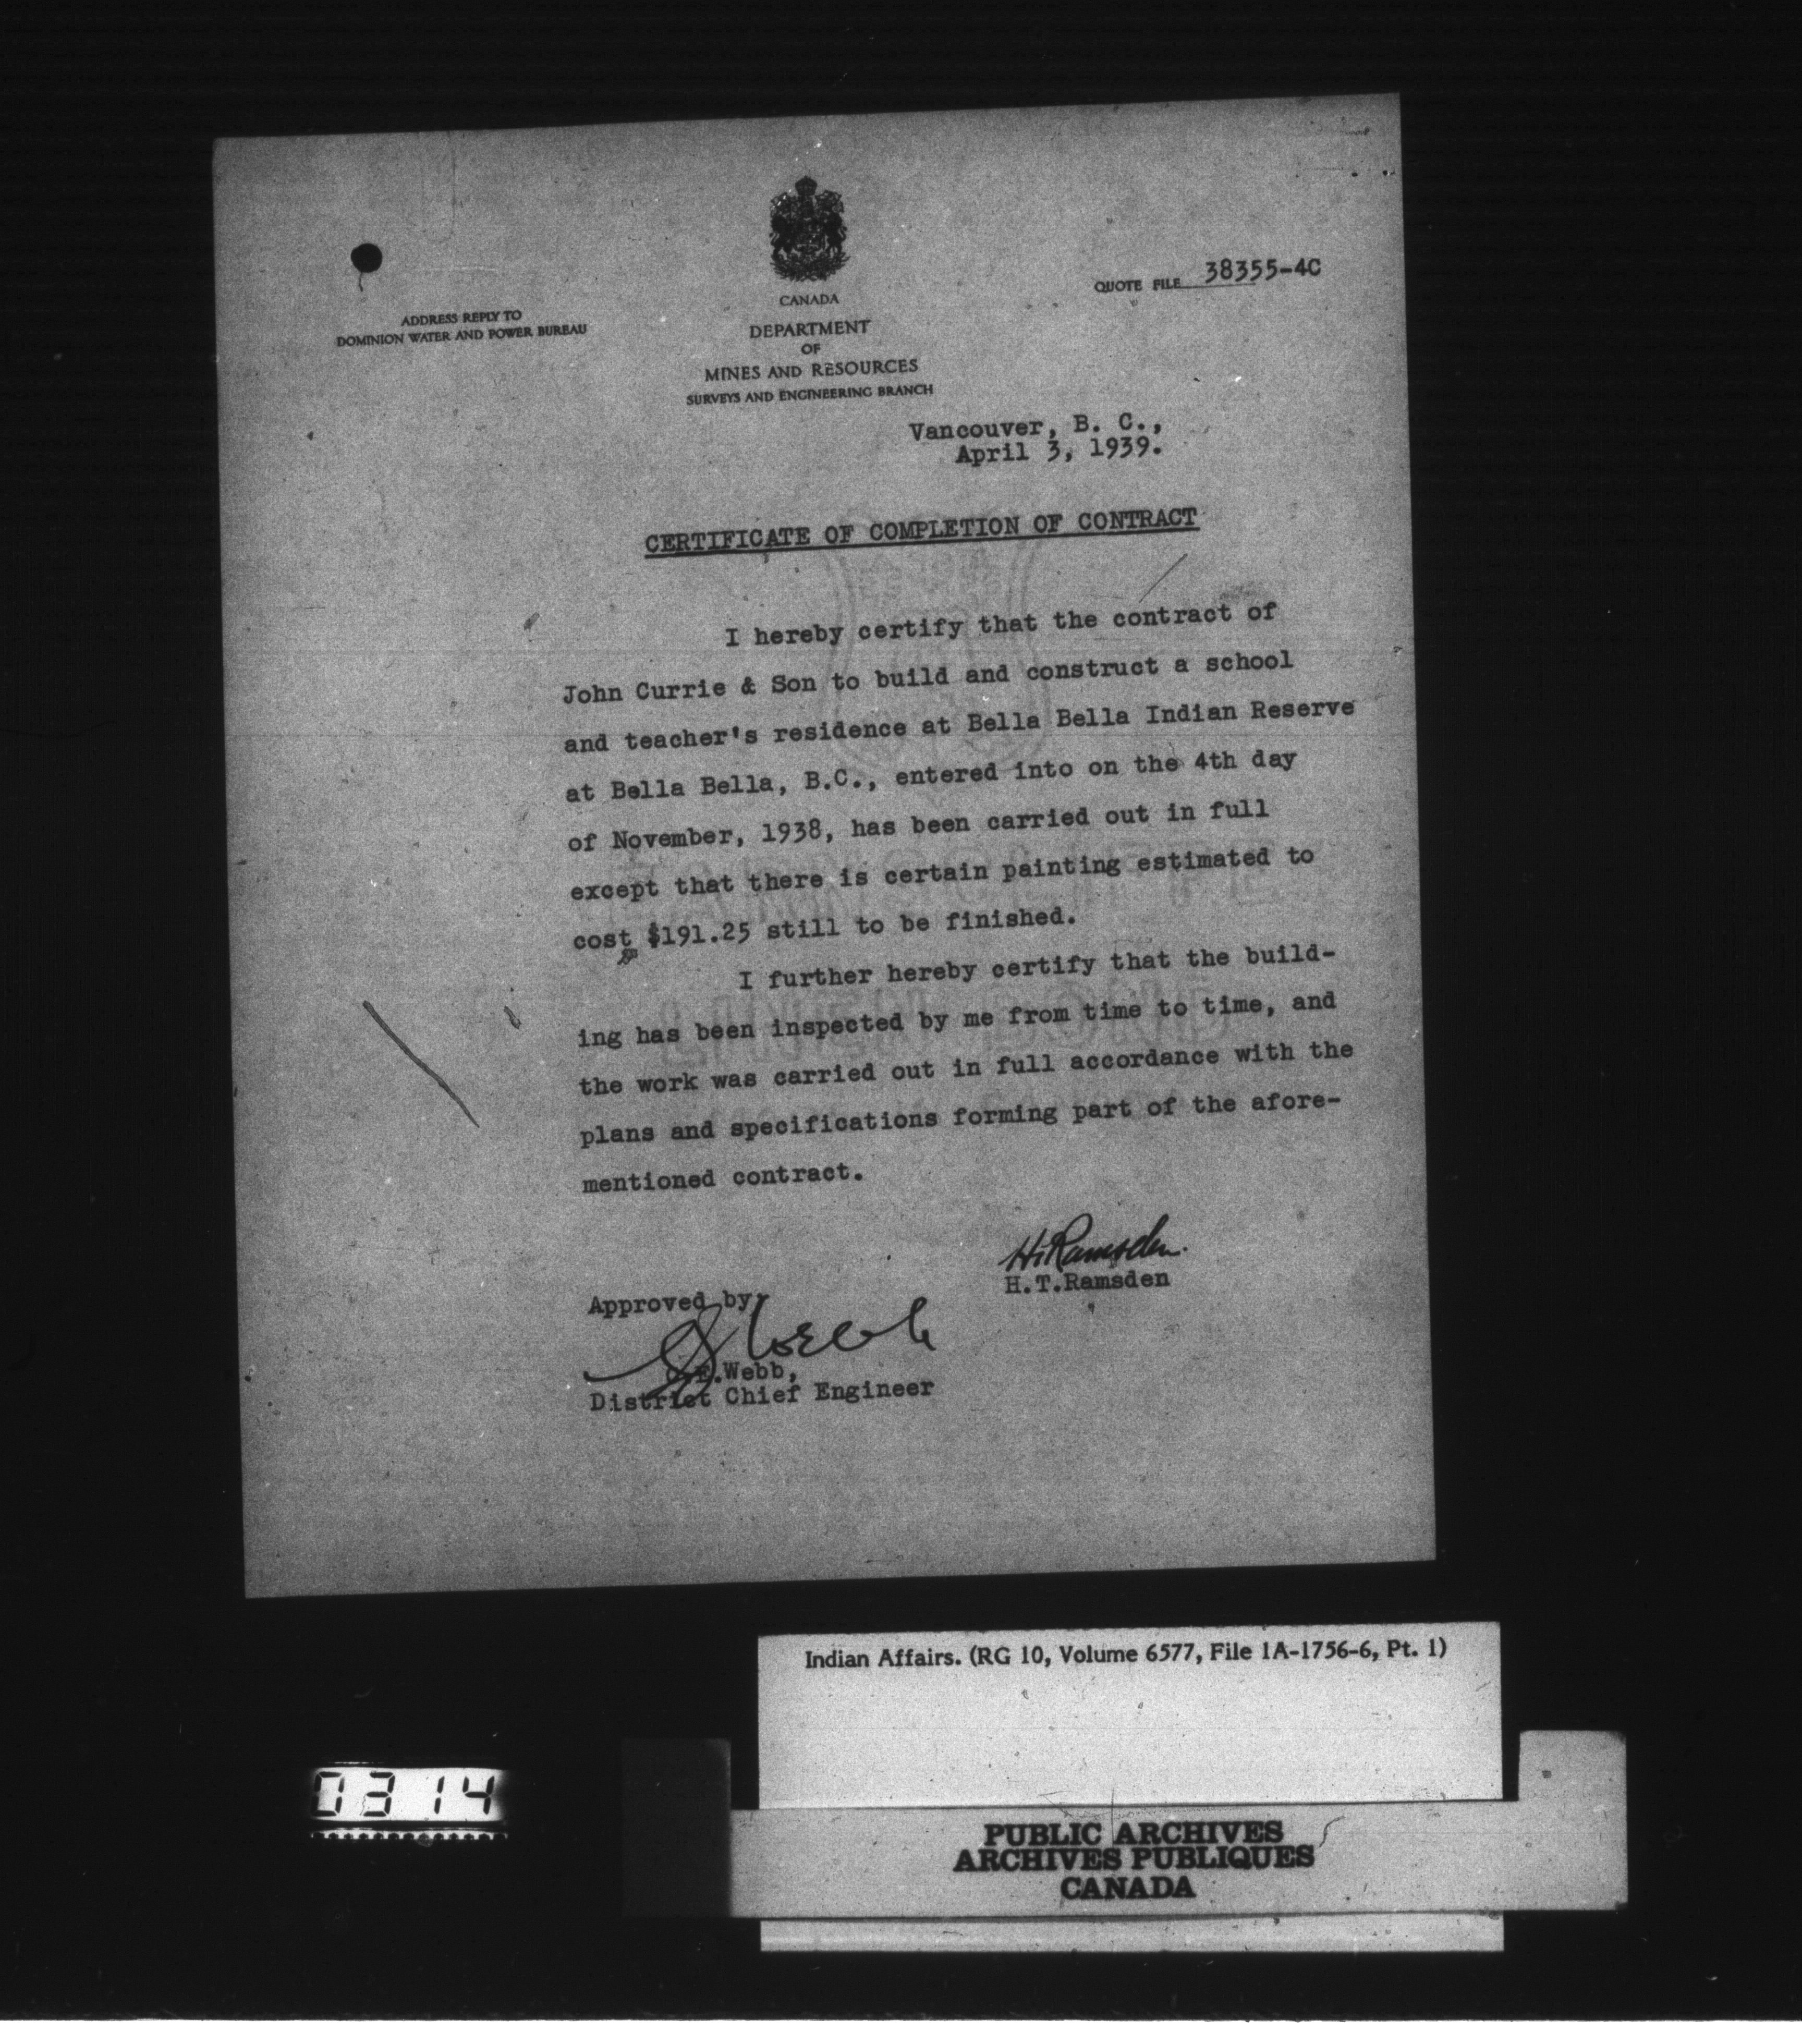 CANADA
DEPARTMENT
OF
MINES AND RESOURCES
SURVEYS AND ENGINEERING BRANCH
ADDRESS REPLY TO
DOMINION WATER AND POWER BUREAU
QUOTE FILE 38355-4C
Vancouver, B. C.,
April 3, 1939.
CERTIFICATE OF COMPLETION OF CONTRACT
I hereby certify that the contract of
John Currie & Son to build and construct a school
and teacher's residence at Bella Bella Indian Reserve
at Bella Bella, B.C., entered into on the 4th day
of November, 1938, has been carried out in full
except that there is certain painting estimated to
cost $191.25 still to be finished.
I further hereby certify that the build-
ing has been inspected by me from time to time, and
the work was carried out in full accordance with the
plans and specifications forming part of the afore-
mentioned contract.
H. Ramsden.
H.T.Ramsden
Approved by
C.E.Webb,
District Chief Engineer
Indian Affairs. (RG 10, Volume 6577, File 1A-1756-6, Pt. 1)
0314
PUBLIC ARCHIVES
ARCHIVES PUBLIQUES
CANADA